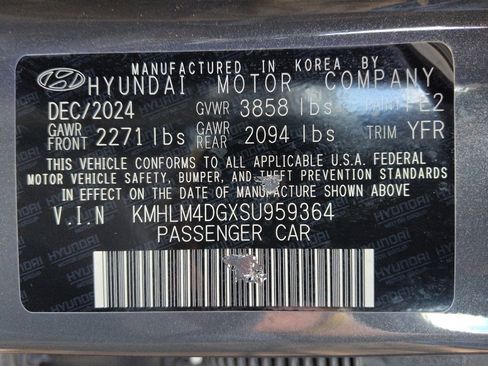 MANUFACTURED IN KOREA BY
HYUNDAI MOTOR COMPANY
DEC/2024 GVWR 3858 lbs PAINT PE2
GAWR FRONT 2271 lbs GAWR REAR 2094 lbs TRIM YFR
THIS VEHICLE CONFORMS TO ALL APPLICABLE U.S.A. FEDERAL
MOTOR VEHICLE SAFETY, BUMPER, AND THEFT PREVENTION STANDARDS
IN EFFECT ON THE DATE OF MANUFACTURE SHOWN ABOVE
V.I.N KMHLM4DGXSU959364
PASSENGER CAR